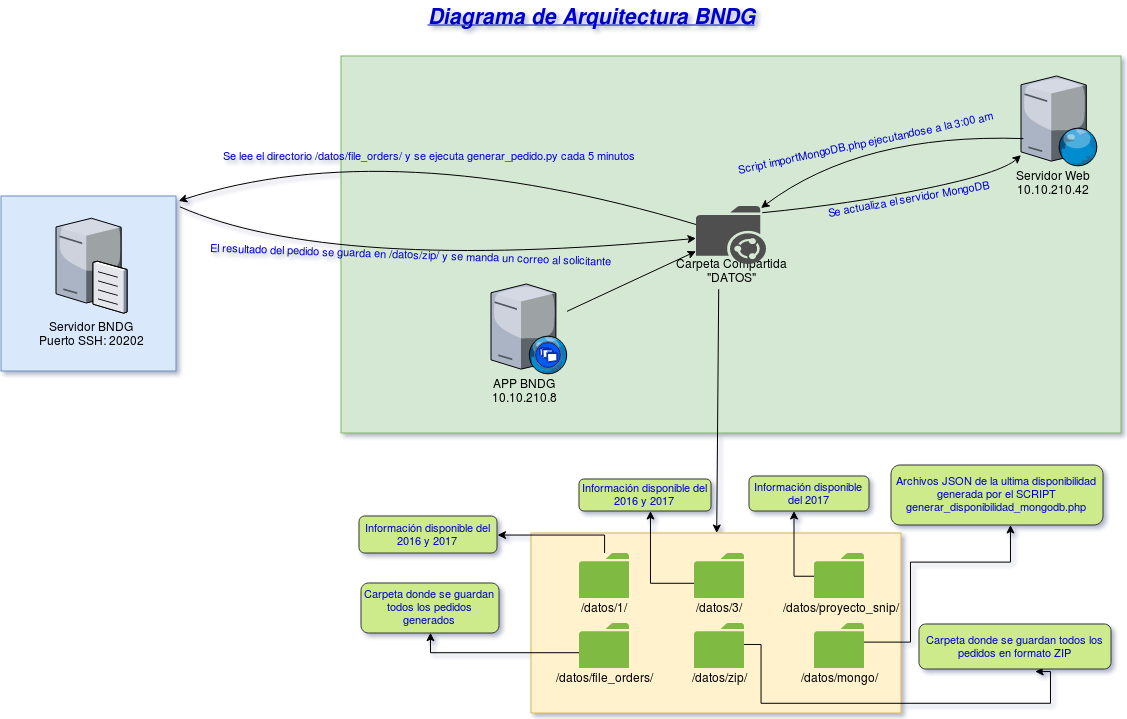 Diagrama de Arquitectura BNDG
Script importMongoDB.php ejecutandose a la 3:00 am
Servidor Web
10.10.210.42
Se actualiza el servidor MongoDB
Se lee el directorio /datos/file_orders/ y se ejecuta generar_pedido.py cada 5 minutos
El resultado del pedido se guarda en /datos/zip/ y se manda un correo al solicitante
Carpeta Compartida
"DATOS"
Servidor BNDG
Puerto SSH: 20202
APP BNDG
10.10.210.8
Información disponible del
2016 y 2017
Información disponible
del 2017
Archivos JSON de la ultima disponibilidad
generada por el SCRIPT
generar_disponibilidad_mongodb.php
Información disponible del
2016 y 2017
Carpeta donde se guardan
todos los pedidos
generados
/datos/1/
/datos/3/
/datos/proyecto_snip/
/datos/file_orders/
/datos/zip/
/datos/mongo/
Carpeta donde se guardan todos los
pedidos en formato ZIP